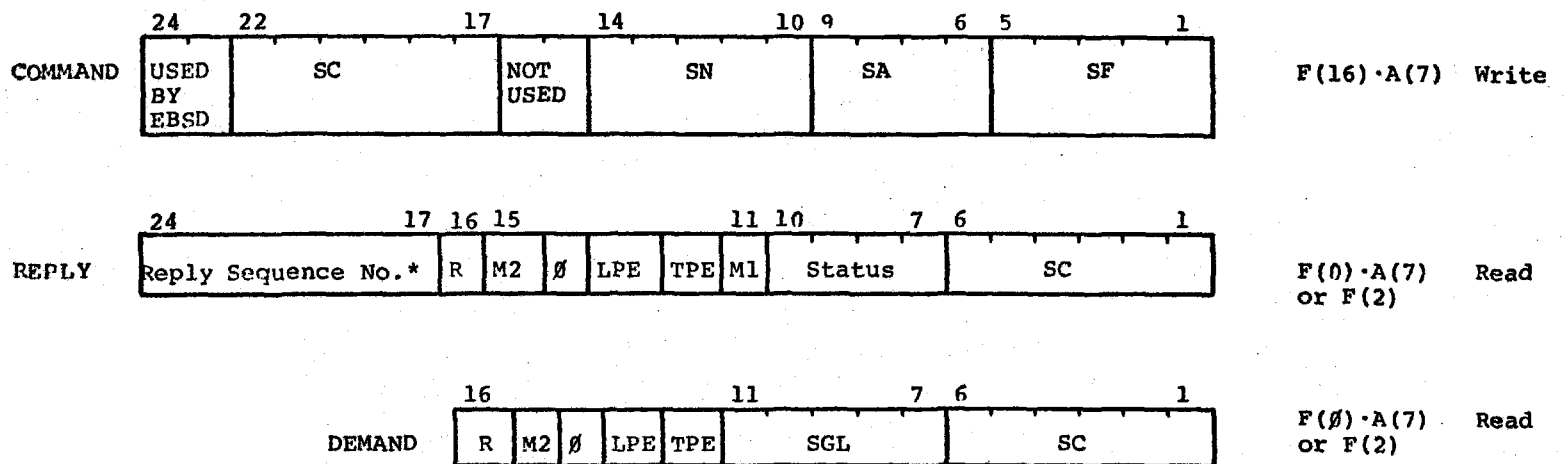 24 22 17 14 10 9 6 5 1
COMMAND USED BY EBSD SC NOT USED SN SA SF F(16)·A(7) Write
24 17 16 15 11 10 7 6 1
REPLY Reply Sequence No.* R M2 Ø LPE TPE M1 Status SC F(0)·A(7) or F(2) Read
16 11 7 6 1
DEMAND R M2 Ø LPE TPE SGL SC F(Ø)·A(7) or F(2) Read